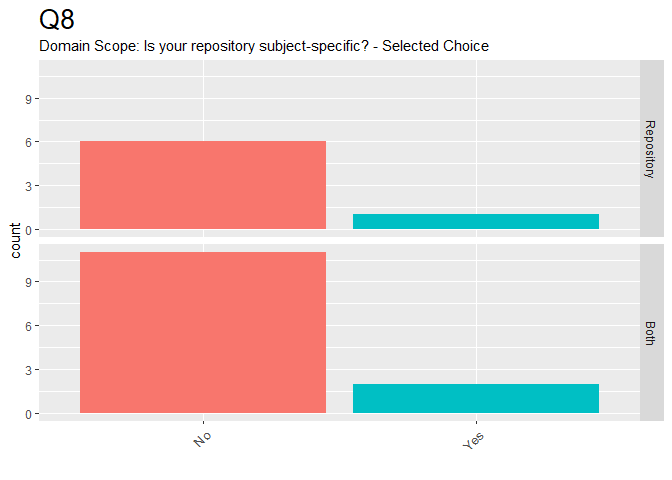 Q8
Domain Scope: Is your repository subject-specific? - Selected Choice
count
9
6
3
0
Repository
9
6
3
0
Both
No
Yes